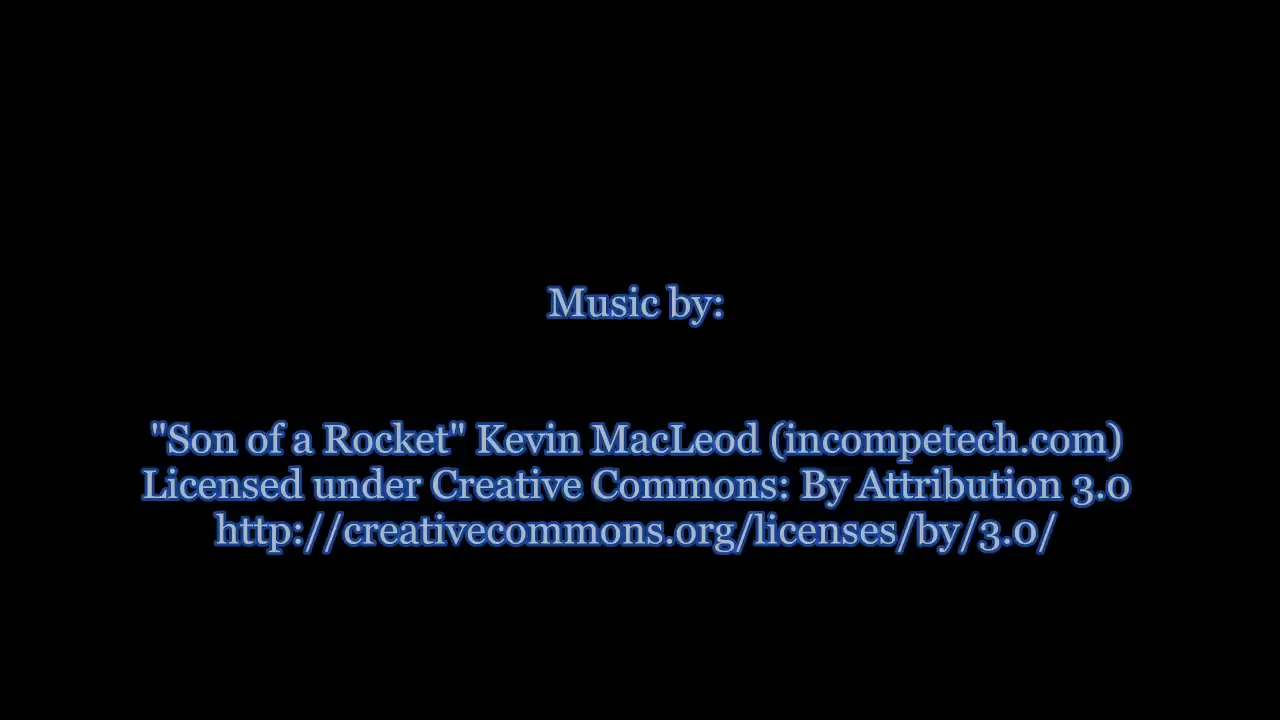 Music by:
"Son of a Rocket" Kevin MacLeod (incompetech.com)
Licensed under Creative Commons: By Attribution 3.0
http://creativecommons.org/licenses/by/3.0/